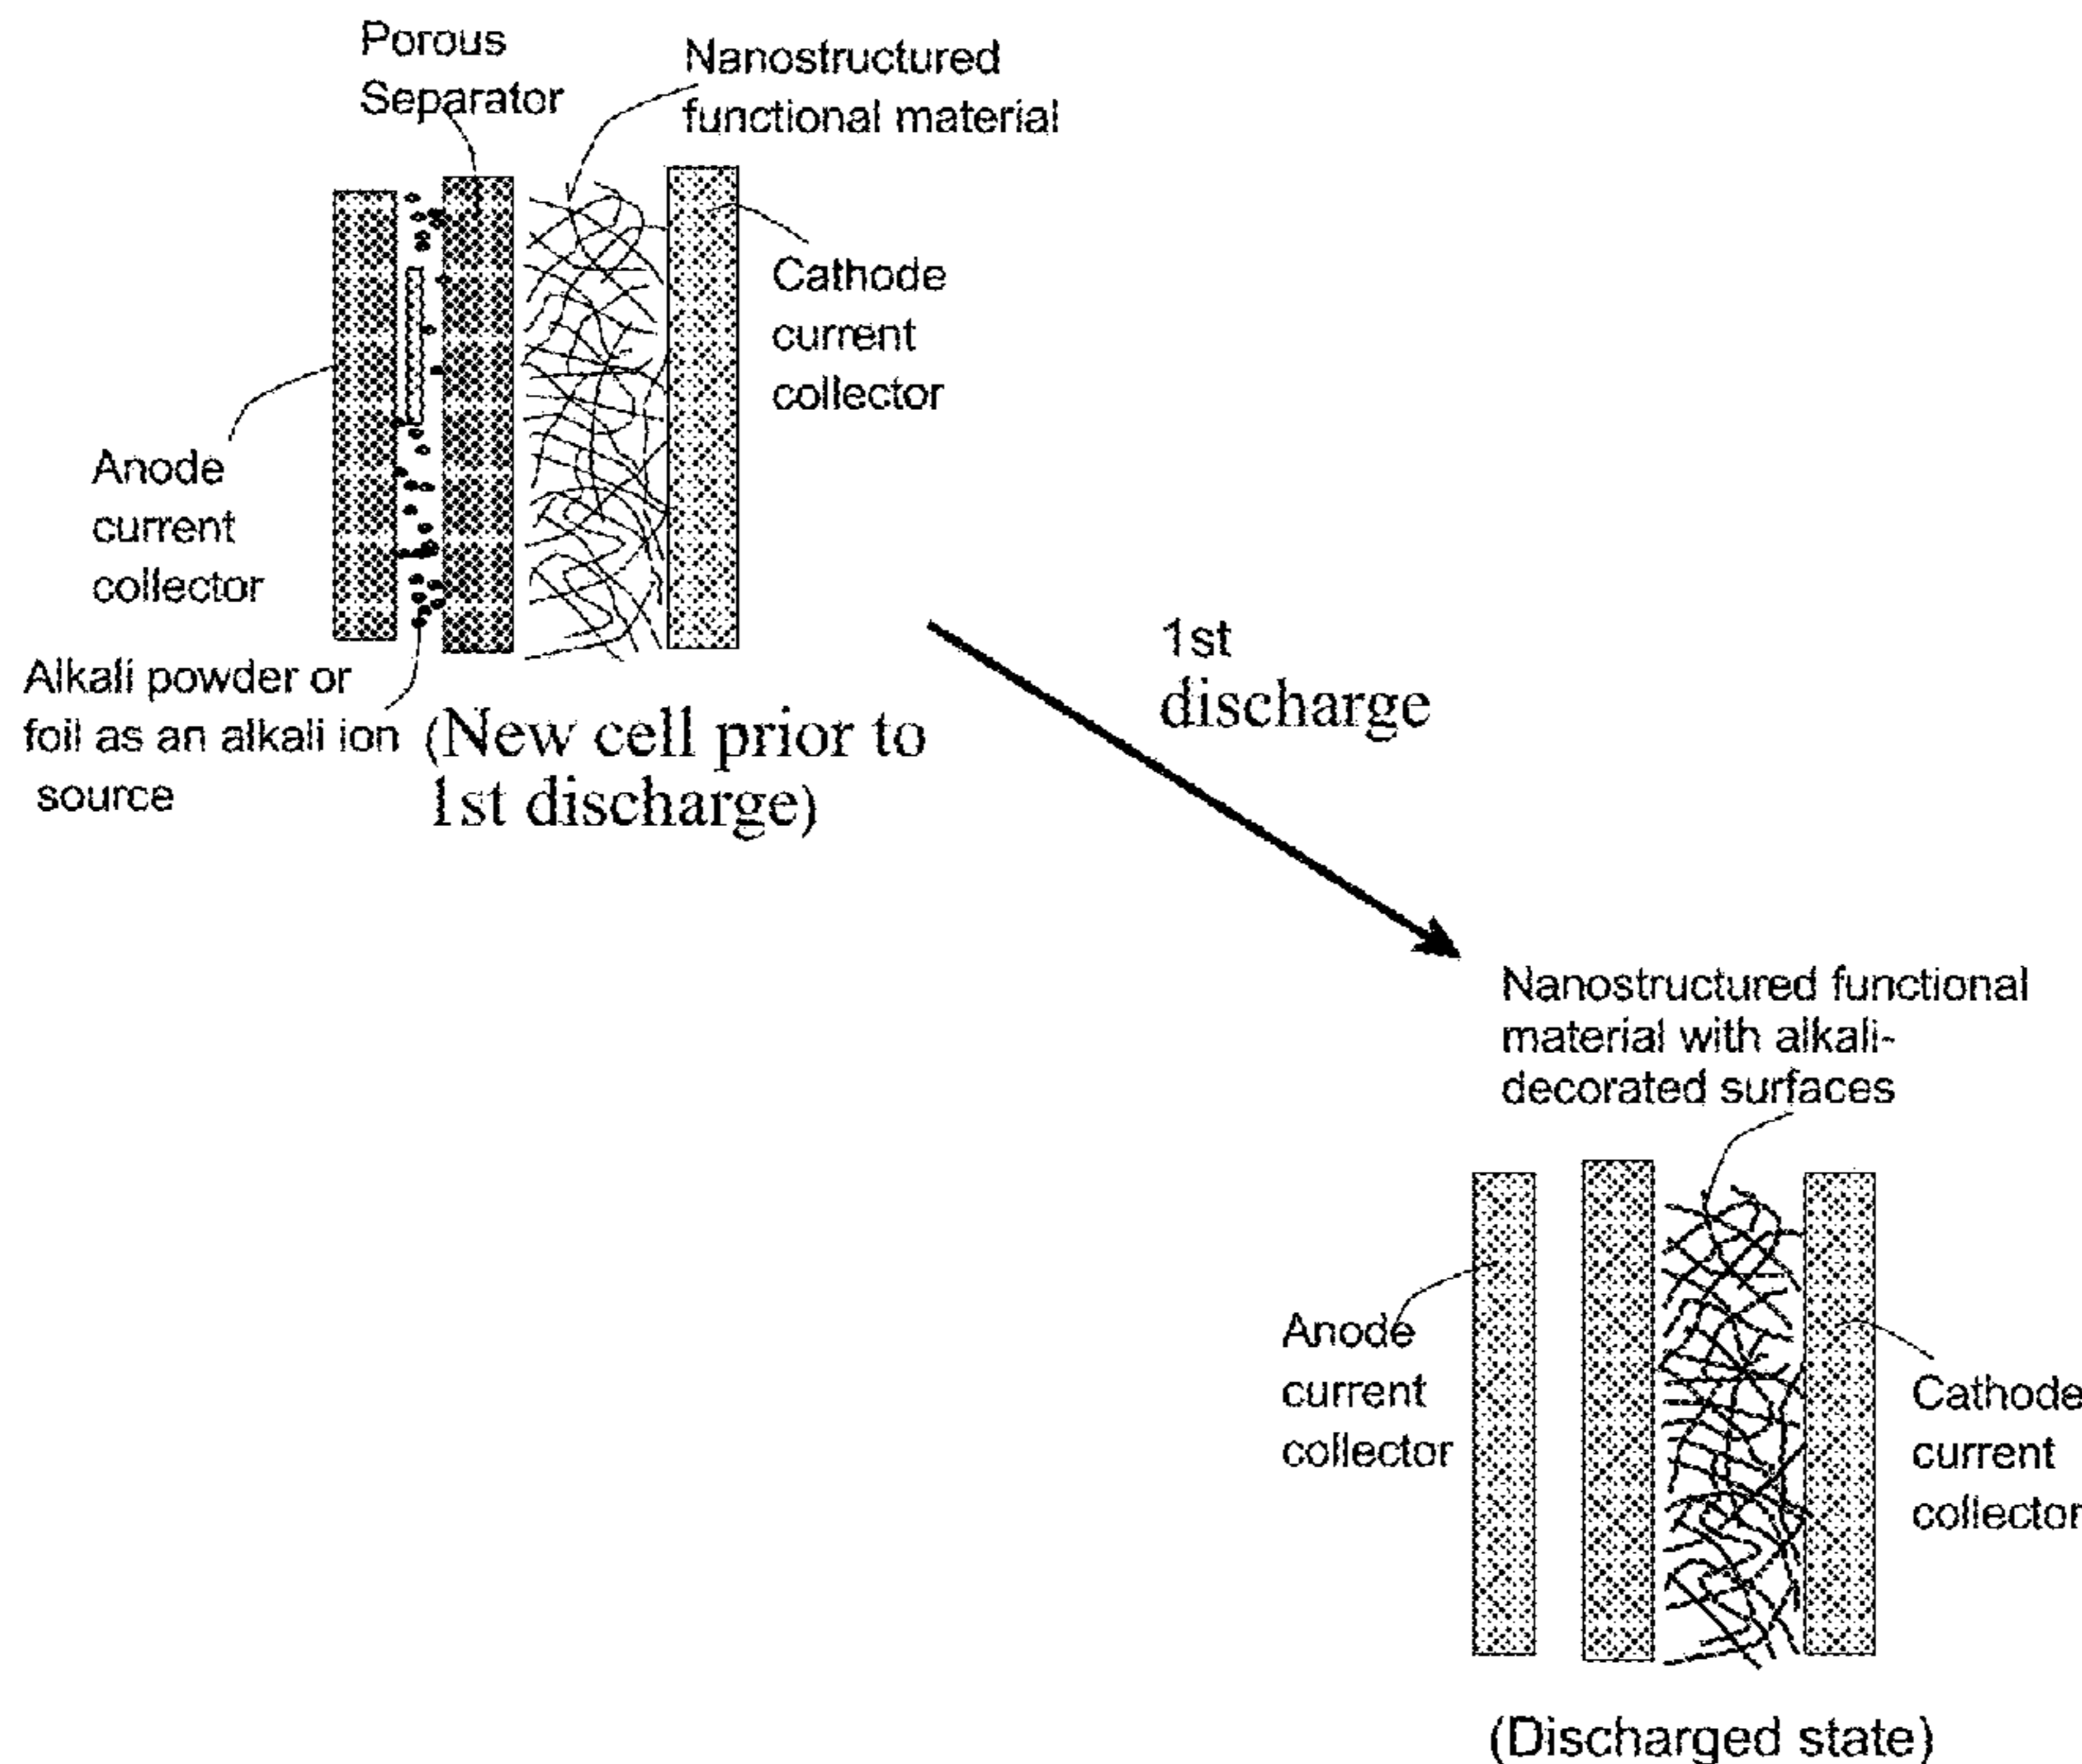 Porous
Separator
Nanostructured
functional material
Cathode
current
collector
Anode
current
collector
Alkali powder or
foil as an alkali ion
source
(New cell prior to
1st discharge)
1st
discharge
Nanostructured functional
material with alkali-
decorated surfaces
Anode
current
collector
Cathode
current
collector
(Discharged state)